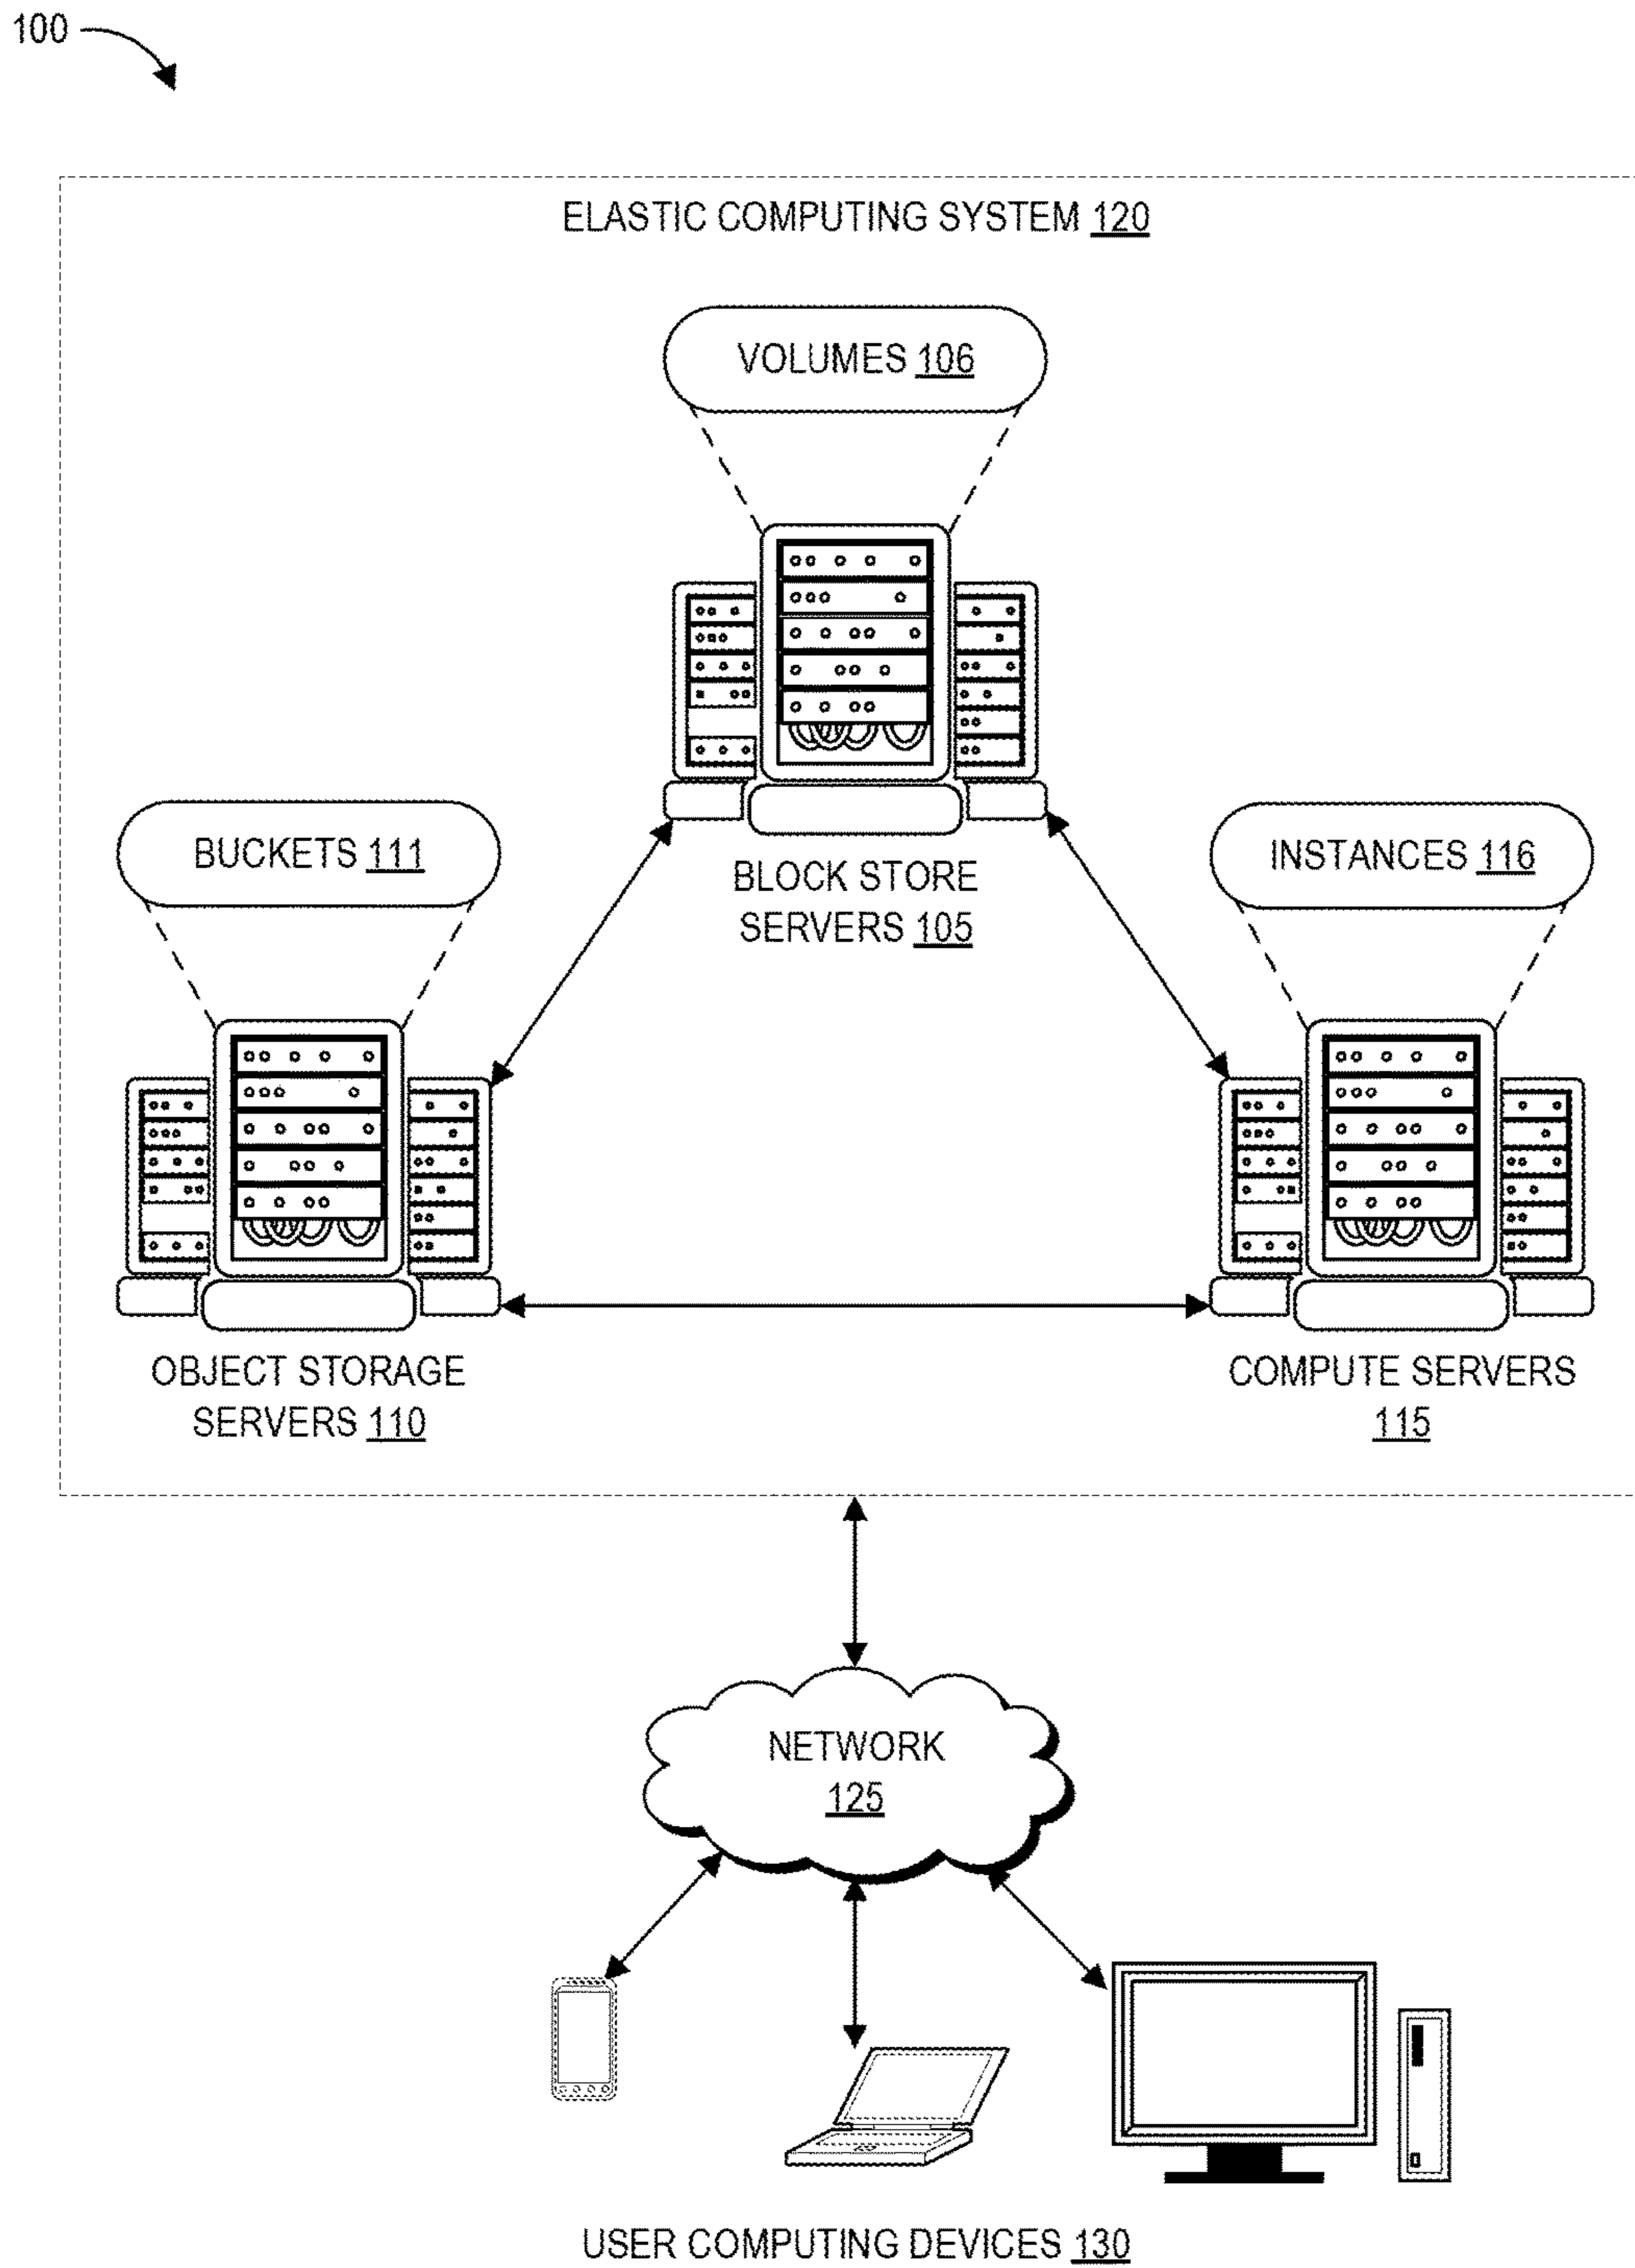 100
ELASTIC COMPUTING SYSTEM 120
VOLUMES 106
BUCKETS 111
BLOCK STORE
SERVERS 105
INSTANCES 116
OBJECT STORAGE
SERVERS 110
COMPUTE SERVERS
115
NETWORK
125
USER COMPUTING DEVICES 130